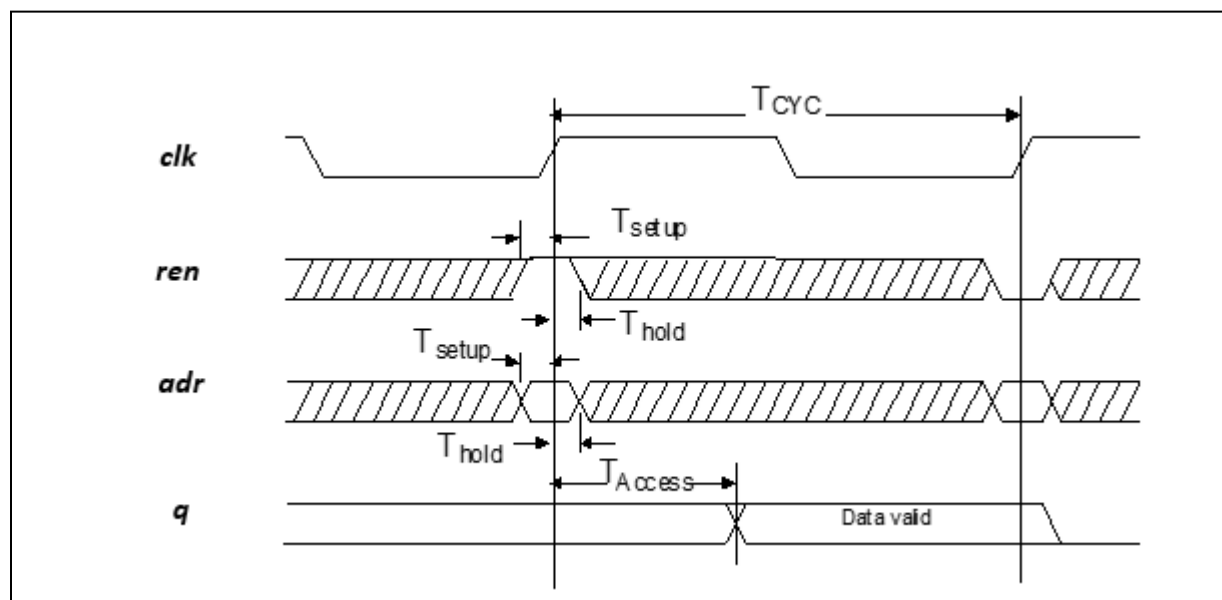 TCYC
clk
Tsetup
ren
Thold
Tsetup
adr
Thold
TAccess
q
Data valid